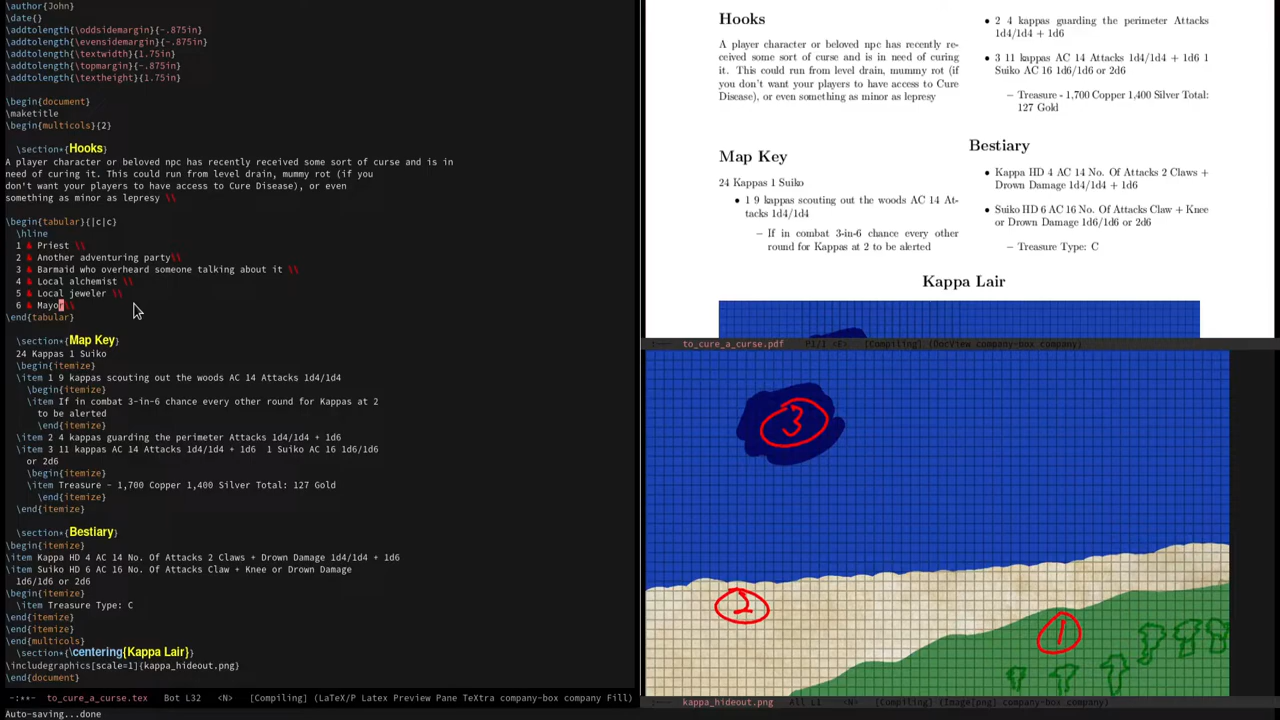 \author{John}
\date{}
\addtolength{\oddsidemargin}{-.875in}
\addtolength{\evensidemargin}{-.875in}
\addtolength{\textwidth}{1.75in}
\addtolength{\topmargin}{-.875in}
\addtolength{\textheight}{1.75in}
\begin{document}
\maketitle
\begin{multicols}{2}
\section*{Hooks}
A player character or beloved npc has recently received some sort of curse and is in
need of curing it. This could run from level drain, mummy rot (if you
don't want your players to have access to Cure Disease), or even
something as minor as lepresy \\
\begin{tabular}{|c|c}
\hline
1 & Priest \\
2 & Another adventuring party\\
3 & Barmaid who overheard someone talking about it \\
4 & Local alchemist \\
5 & Local jeweler \\
6 & Mayor\\
\end{tabular}
\section*{Map Key}
24 Kappas 1 Suiko
\begin{itemize}
\item 1 9 kappas scouting out the woods AC 14 Attacks 1d4/1d4
\begin{itemize}
\item If in combat 3-in-6 chance every other round for Kappas at 2
to be alerted
\end{itemize}
\item 2 4 kappas guarding the perimeter Attacks 1d4/1d4 + 1d6
\item 3 11 kappas AC 14 Attacks 1d4/1d4 + 1d6 1 Suiko AC 16 1d6/1d6
or 2d6
\begin{itemize}
\item Treasure - 1,700 Copper 1,400 Silver Total: 127 Gold
\end{itemize}
\end{itemize}
\section*{Bestiary}
\begin{itemize}
\item Kappa HD 4 AC 14 No. Of Attacks 2 Claws + Drown Damage 1d4/1d4 + 1d6
\item Suiko HD 6 AC 16 No. Of Attacks Claw + Knee or Drown Damage
1d6/1d6 or 2d6
\begin{itemize}
\item Treasure Type: C
\end{itemize}
\end{itemize}
\end{multicols}
\section*{\centering{Kappa Lair}
\includegraphics[scale=1]{kappa_hideout.png}
\end{document}
-:**- to_cure_a_curse.tex Bot L32 <N> [Compiling] (LaTeX/P Latex Preview Pane TeXtra company-box company Fill)
Auto-saving...done
Hooks
A player character or beloved npc has recently re-
ceived some sort of curse and is in need of curing
it. This could run from level drain, mummy rot (if
you don't want your players to have access to Cure
Disease), or even something as minor as lepresy
Map Key
24 Kappas 1 Suiko
• 1 9 kappas scouting out the woods AC 14 At-
tacks 1d4/1d4
– If in combat 3-in-6 chance every other
round for Kappas at 2 to be alerted
• 2 4 kappas guarding the perimeter Attacks
1d4/1d4 + 1d6
• 3 11 kappas AC 14 Attacks 1d4/1d4 + 1d6 1
Suiko AC 16 1d6/1d6 or 2d6
– Treasure - 1,700 Copper 1,400 Silver Total:
127 Gold
Bestiary
• Kappa HD 4 AC 14 No. Of Attacks 2 Claws +
Drown Damage 1d4/1d4 + 1d6
• Suiko HD 6 AC 16 No. Of Attacks Claw + Knee
or Drown Damage 1d6/1d6 or 2d6
– Treasure Type: C
Kappa Lair
to_cure_a_curse.pdf P1/1 <E> [Compiling] (DocView company-box company)
3
2
1
kappa_hideout.png All L1 <N> [Compiling] (Image[png] company-box company)